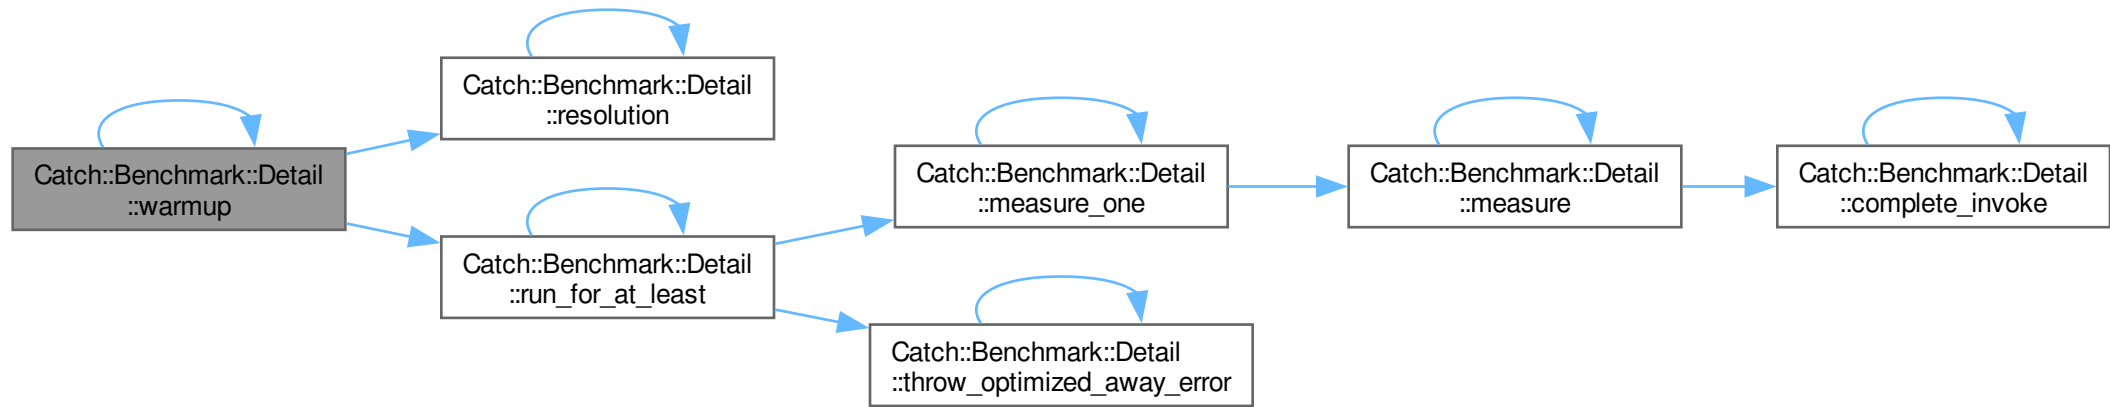 Catch::Benchmark::Detail
::warmup
Catch::Benchmark::Detail
::resolution
Catch::Benchmark::Detail
::run_for_at_least
Catch::Benchmark::Detail
::measure_one
Catch::Benchmark::Detail
::throw_optimized_away_error
Catch::Benchmark::Detail
::measure
Catch::Benchmark::Detail
::complete_invoke